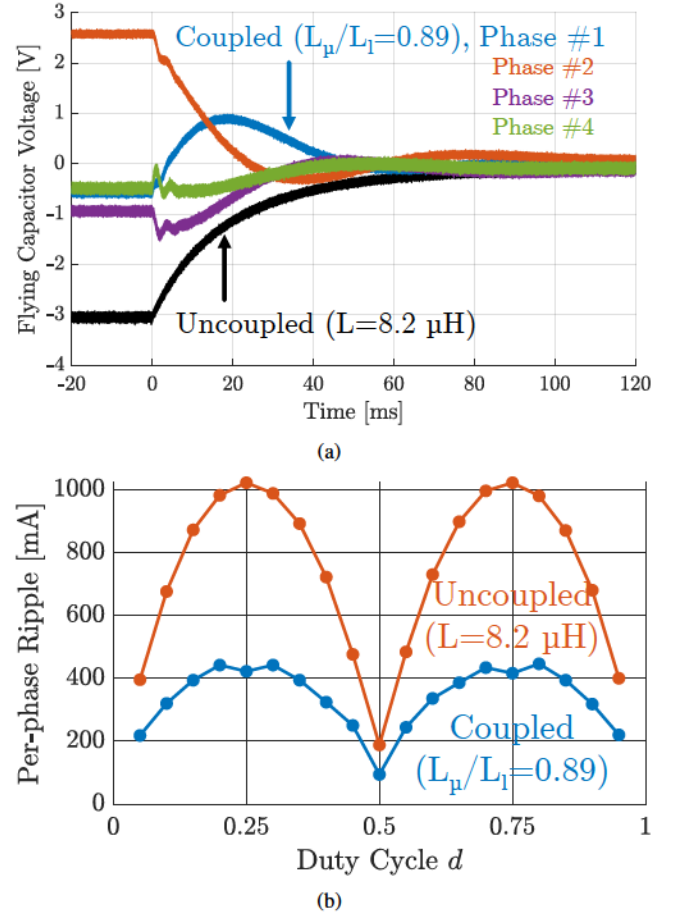 3
2
1
0
-1
-2
-3
-4
Flying Capacitor Voltage [V]
Coupled (Lμ/Ll=0.89), Phase #1
Phase #2
Phase #3
Phase #4
Uncoupled (L=8.2 μH)
-20 0 20 40 60 80 100 120
Time [ms]
(a)
1000
800
600
400
200
0
Per-phase Ripple [mA]
Uncoupled
(L=8.2 μH)
Coupled
(Lμ/Ll=0.89)
0 0.25 0.5 0.75 1
Duty Cycle d
(b)